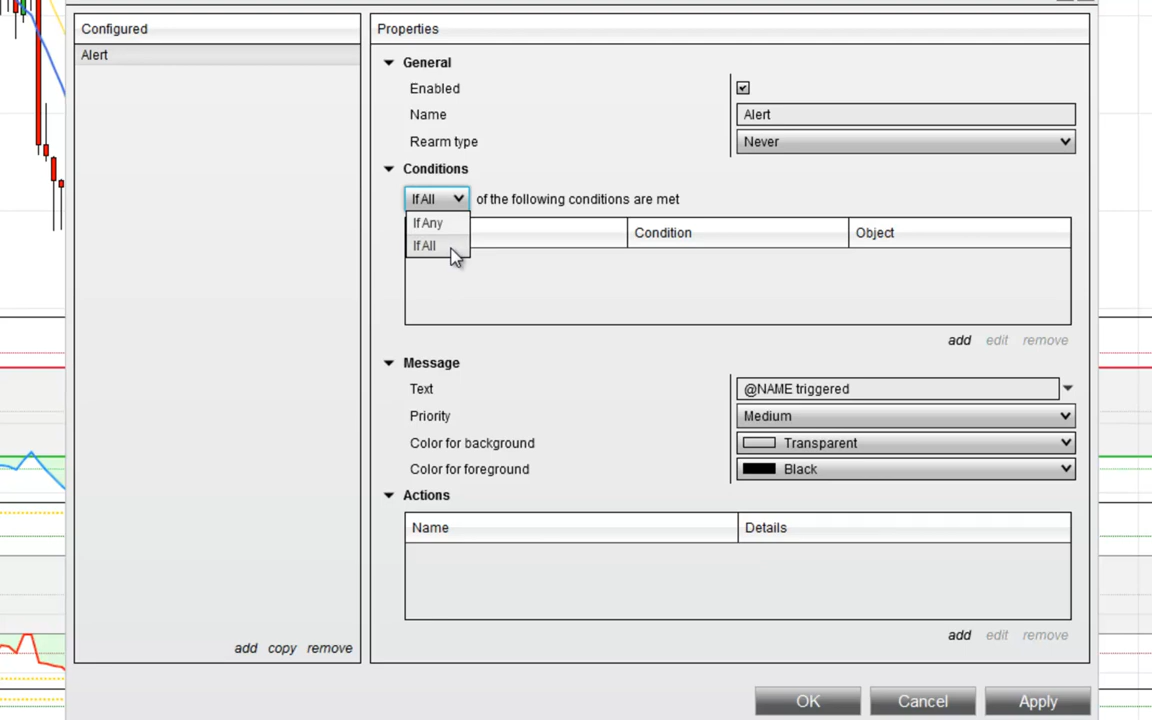 Configured
Properties
Alert
General
Enabled
Name Alert
Rearm type Never
Conditions
If All of the following conditions are met
If Any
If All
Condition Object
add edit remove
Message
Text @NAME triggered
Priority Medium
Color for background Transparent
Color for foreground Black
Actions
Name Details
add edit remove
add copy remove
OK Cancel Apply